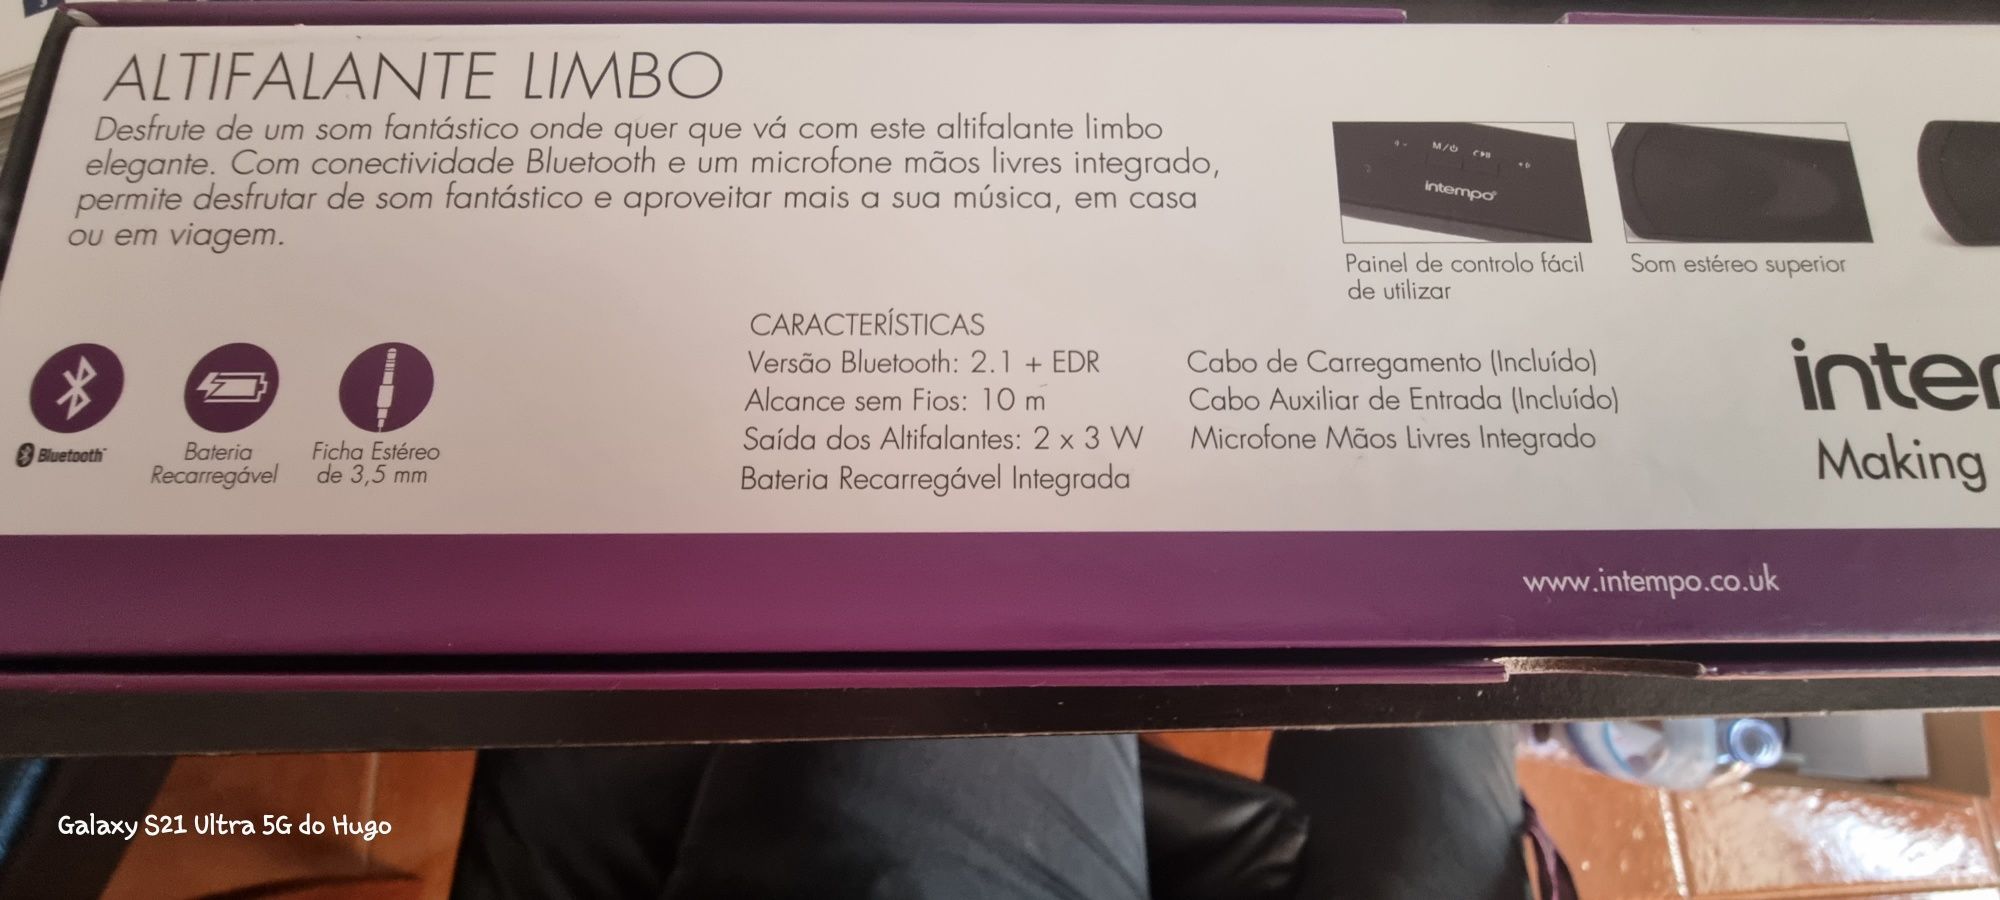 ALTIFALANTE LIMBO
Desfrute de um som fantástico onde quer que vá com este altifalante limbo
elegante. Com conectividade Bluetooth e um microfone mãos livres integrado,
permite desfrutar de som fantástico e aproveitar mais a sua música, em casa
ou em viagem.
M/
intempo
Painel de controlo fácil
de utilizar
Som estéreo superior
Bluetooth
Bateria
Recarregável
Ficha Estéreo
de 3,5 mm
CARACTERÍSTICAS
Versão Bluetooth: 2.1 + EDR
Alcance sem Fios: 10 m
Saída dos Altifalantes: 2 x 3 W
Bateria Recarregável Integrada
Cabo de Carregamento (Incluído)
Cabo Auxiliar de Entrada (Incluído)
Microfone Mãos Livres Integrado
inter
Making
www.intempo.co.uk
Galaxy S21 Ultra 5G do Hugo